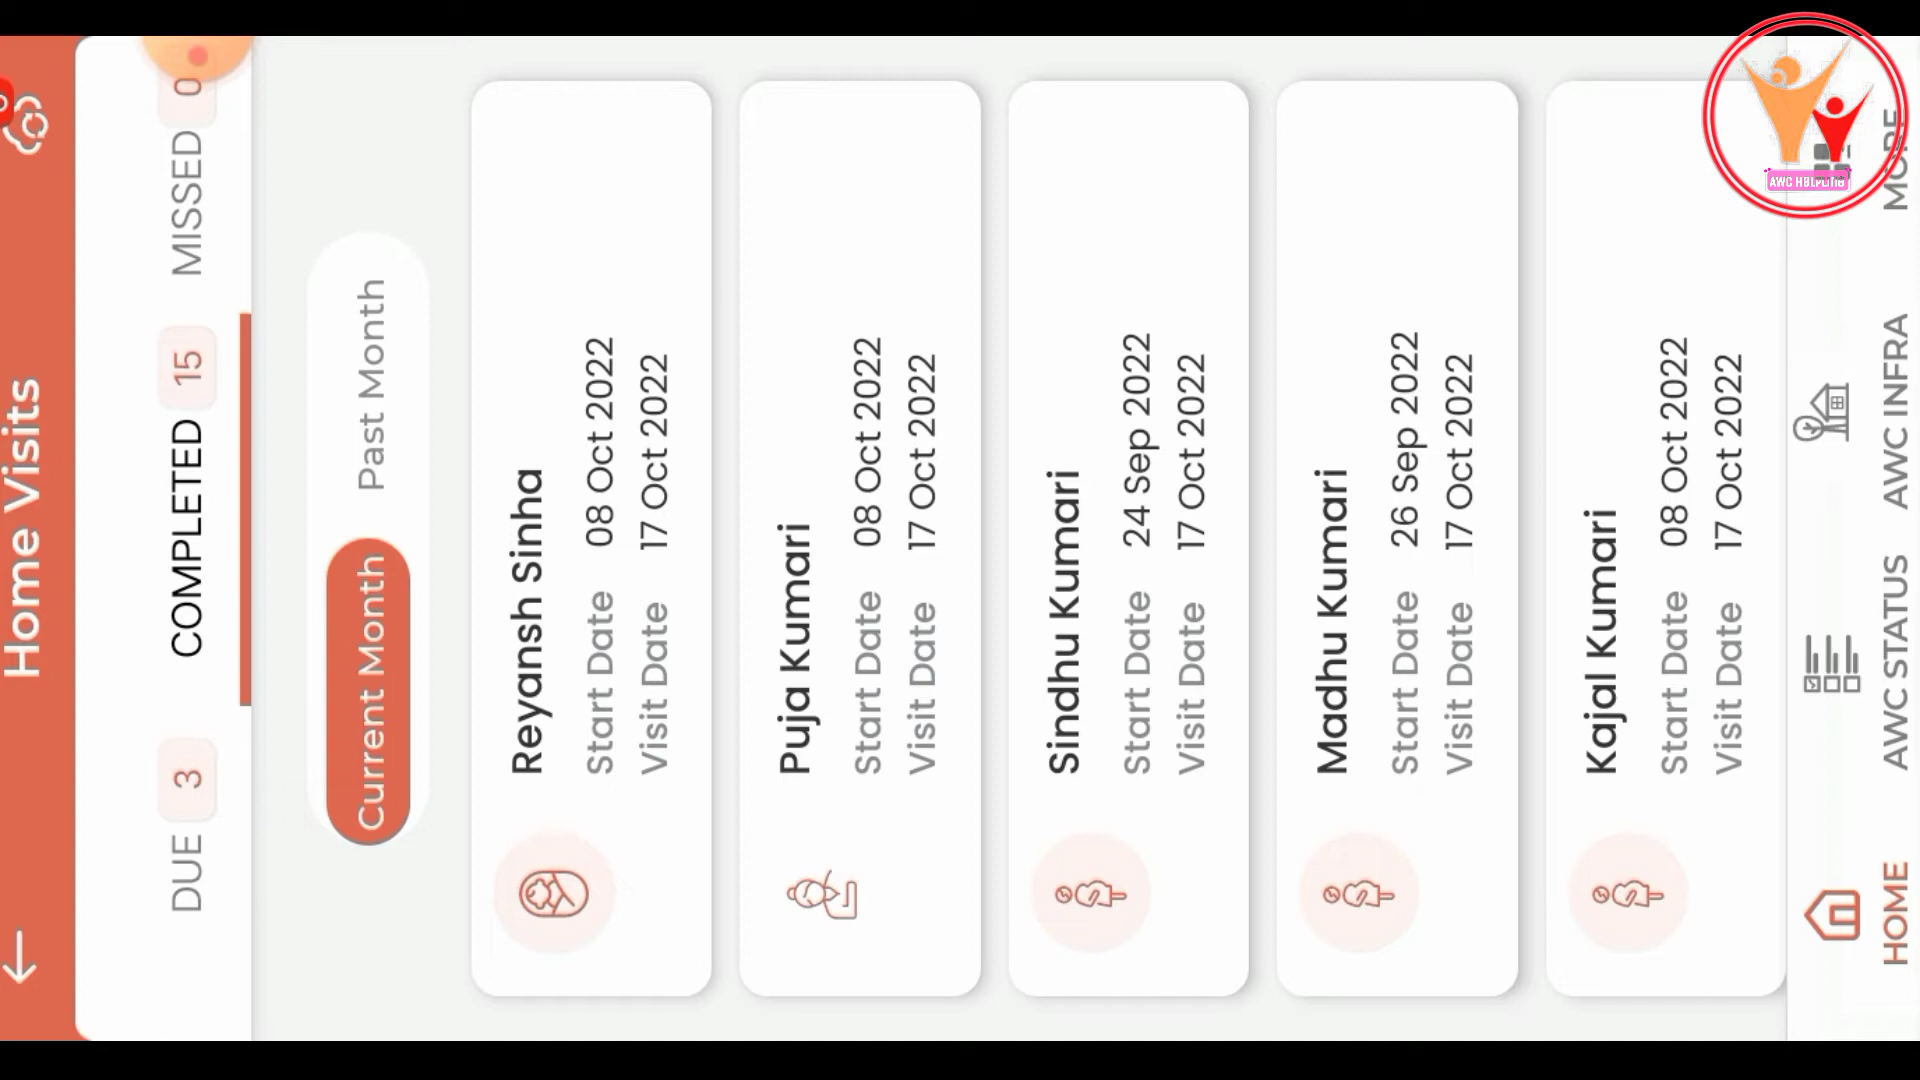 Home Visits
DUE 3
COMPLETED 15
MISSED 0
Current Month
Past Month
Reyansh Sinha
Start Date 08 Oct 2022
Visit Date 17 Oct 2022
Puja Kumari
Start Date 08 Oct 2022
Visit Date 17 Oct 2022
Sindhu Kumari
Start Date 24 Sep 2022
Visit Date 17 Oct 2022
Madhu Kumari
Start Date 26 Sep 2022
Visit Date 17 Oct 2022
Kajal Kumari
Start Date 08 Oct 2022
Visit Date 17 Oct 2022
HOME
AWC STATUS
AWC INFRA
MORE
AWC HELPLINE